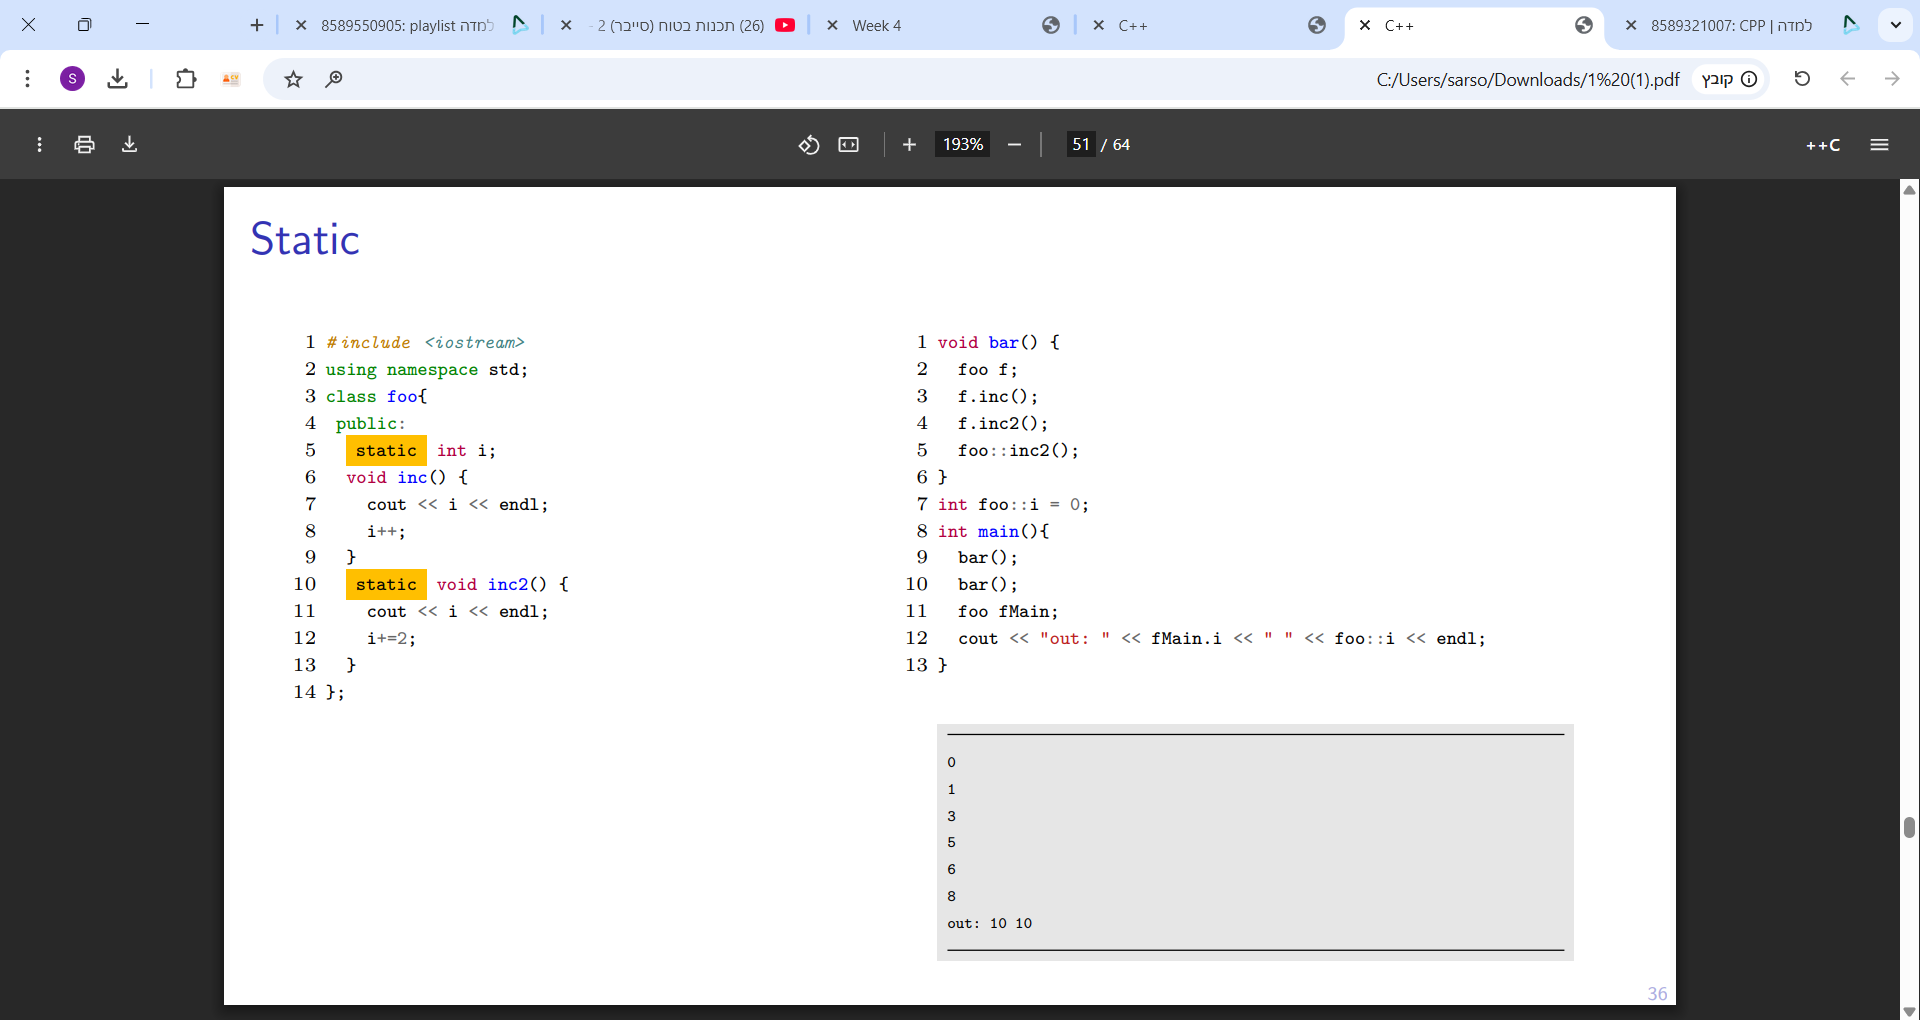 8589550905: playlist למדה
(26) תכנות בטוח (סייבר) 2 -
Week 4
C++
C++
8589321007: CPP | למדה
S
C:/Users/sarso/Downloads/1%20(1).pdf
קובץ
193%
51 / 64
++C
Static
1 #include <iostream>
2 using namespace std;
3 class foo{
4 public:
5 static int i;
6 void inc() {
7 cout << i << endl;
8 i++;
9 }
10 static void inc2() {
11 cout << i << endl;
12 i+=2;
13 }
14 };
1 void bar() {
2 foo f;
3 f.inc();
4 f.inc2();
5 foo::inc2();
6 }
7 int foo::i = 0;
8 int main(){
9 bar();
10 bar();
11 foo fMain;
12 cout << "out: " << fMain.i << " " << foo::i << endl;
13 }
0
1
3
5
6
8
out: 10 10
36